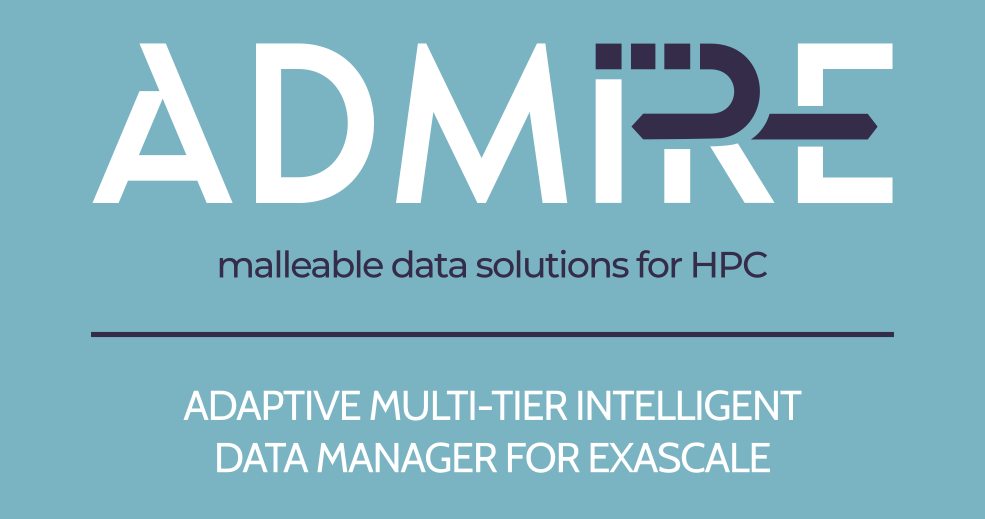 ADMIRE
malleable data solutions for HPC
ADAPTIVE MULTI-TIER INTELLIGENT
DATA MANAGER FOR EXASCALE